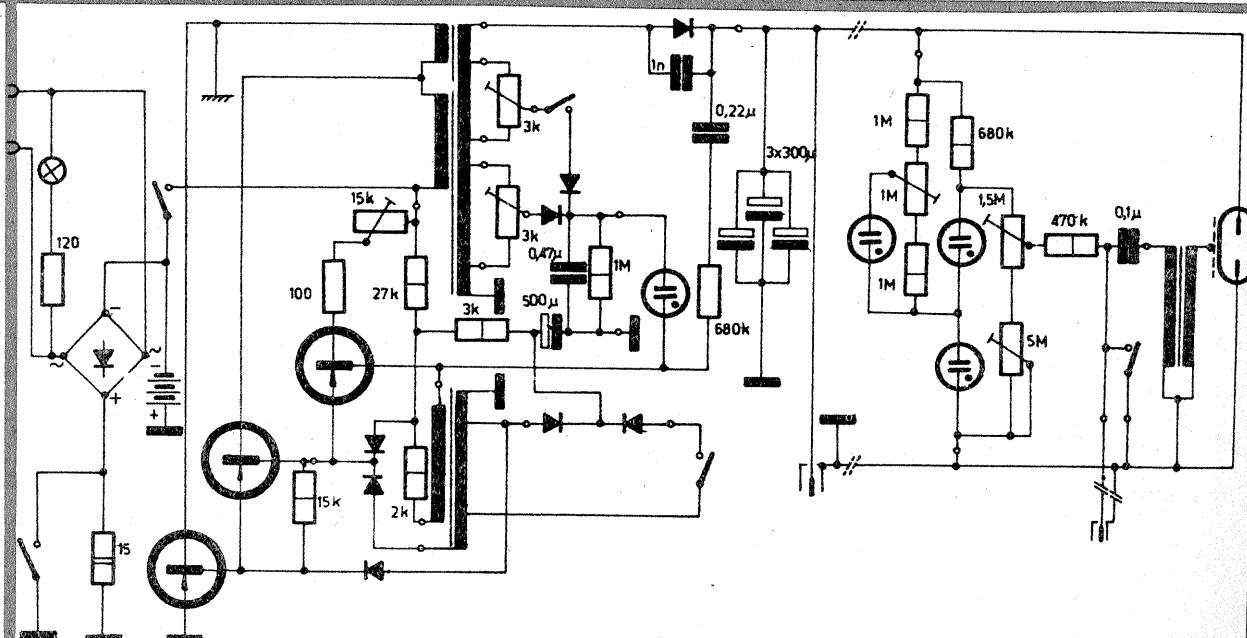 1n
0,22µ
3k
1M
680k
3x300µ
1M
1,5M
15k
3k
470k
0,1µ
120
0,47µ
1M
1M
100
27k
500µ
3k
680k
5M
−
~
~
−
+
+
15k
2k
15